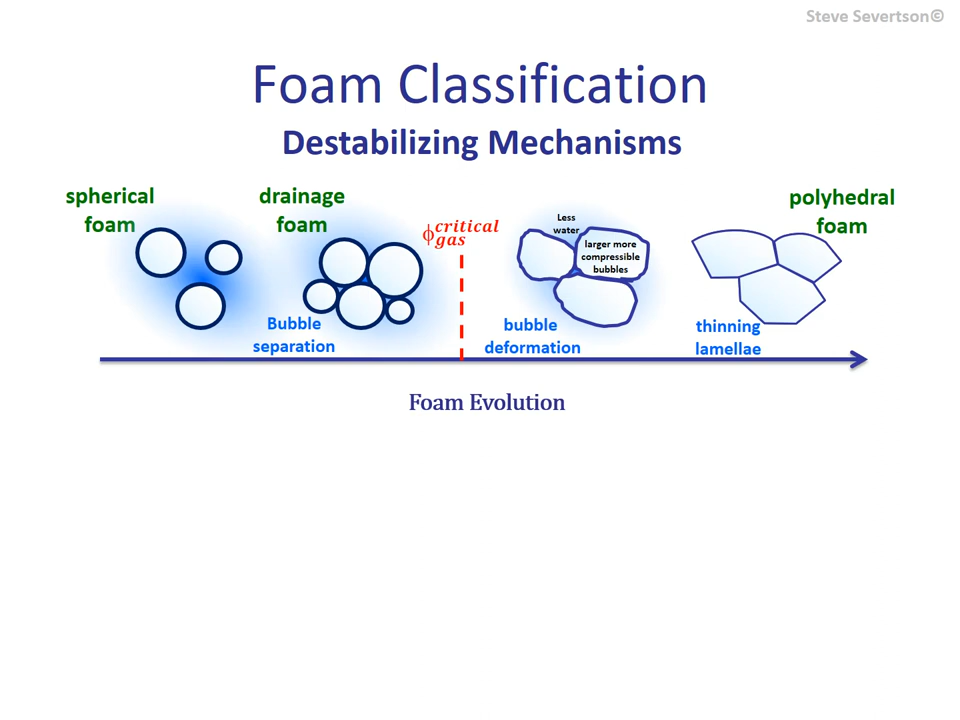 Steve Severtson©
Foam Classification
Destabilizing Mechanisms
spherical
foam
drainage
foam
ϕ critical
gas
Less
water
larger more
compressible
bubbles
polyhedral
foam
Bubble
separation
bubble
deformation
thinning
lamellae
Foam Evolution